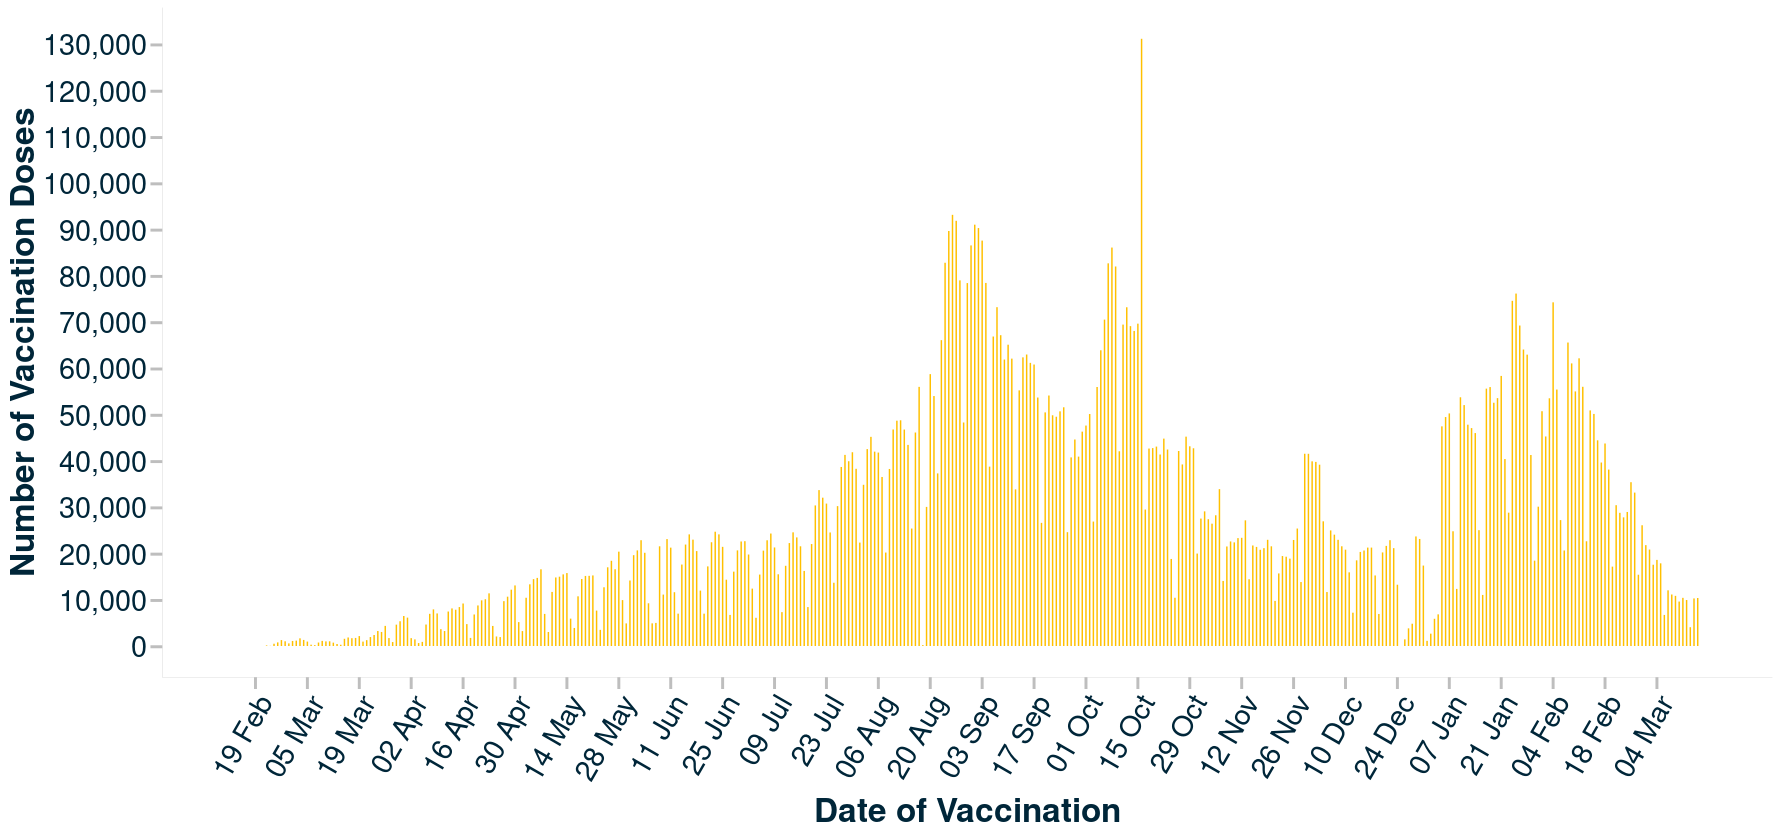 Number of Vaccination Doses
130,000
120,000
110,000
100,000
90,000
80,000
70,000
60,000
50,000
40,000
30,000
20,000
10,000
0
19 Feb
05 Mar
19 Mar
02 Apr
16 Apr
30 Apr
14 May
28 May
11 Jun
25 Jun
09 Jul
23 Jul
06 Aug
20 Aug
03 Sep
17 Sep
01 Oct
15 Oct
29 Oct
12 Nov
26 Nov
10 Dec
24 Dec
07 Jan
21 Jan
04 Feb
18 Feb
04 Mar
Date of Vaccination